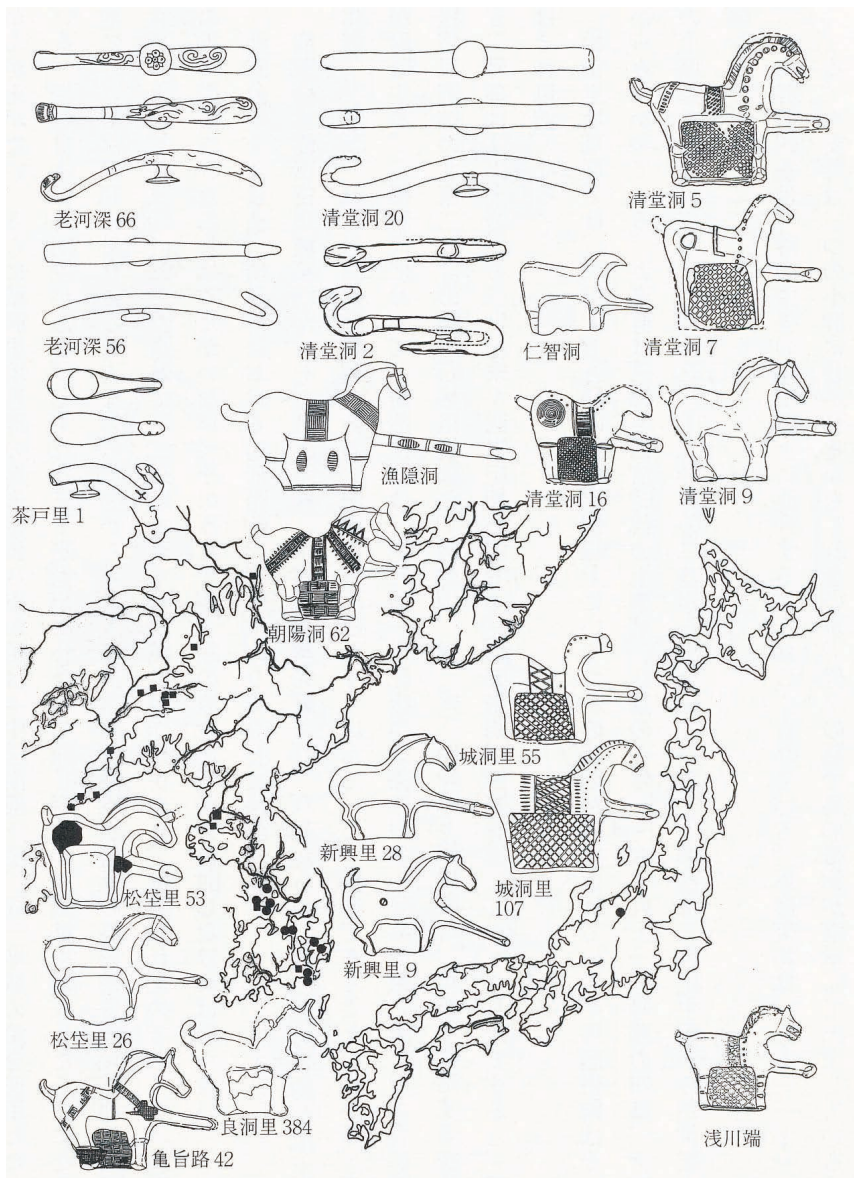 老河深 66
清堂洞 20
清堂洞 5
老河深 56
清堂洞 2
仁智洞
清堂洞 7
茶戸里 1
漁隠洞
清堂洞 16
清堂洞 9
朝陽洞 62
城洞里 55
新興里 28
松垈里 53
城洞里
107
新興里 9
松垈里 26
良洞里 384
亀旨路 42
浅川端